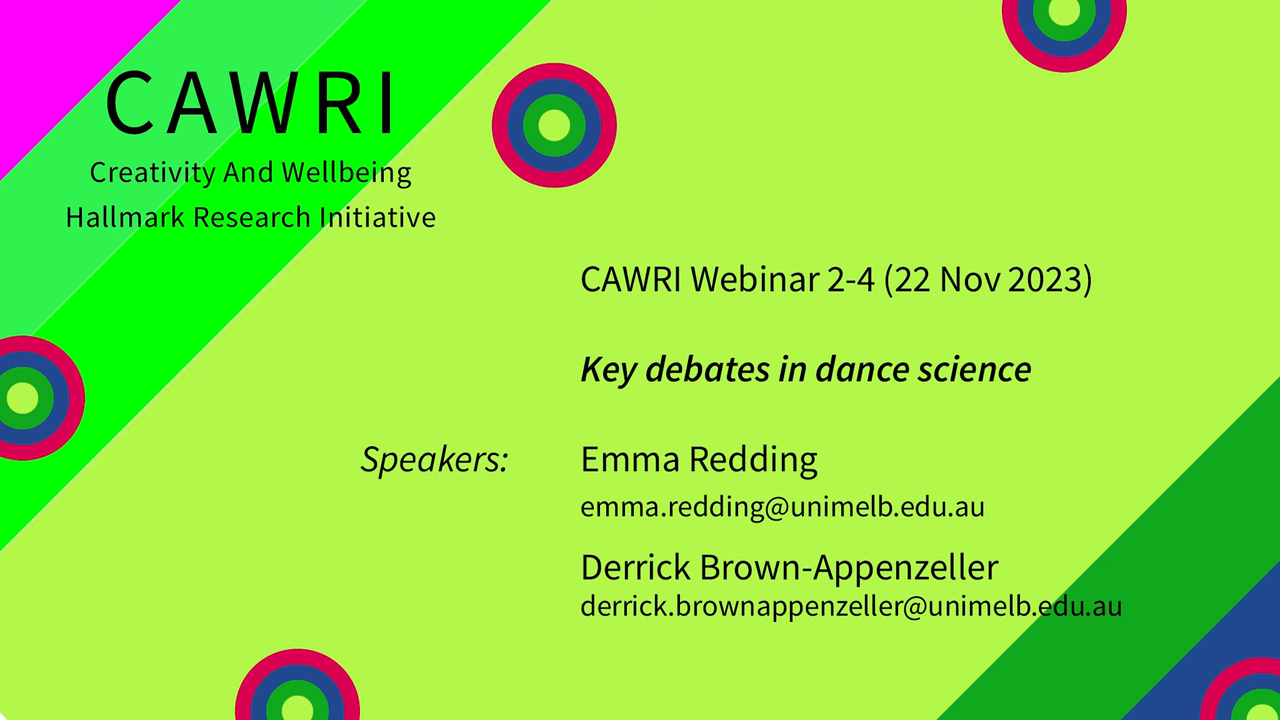 CAWRI
Creativity And Wellbeing
Hallmark Research Initiative
CAWRI Webinar 2-4 (22 Nov 2023)
Key debates in dance science
Speakers: Emma Redding
emma.redding@unimelb.edu.au
Derrick Brown-Appenzeller
derrick.brownappenzeller@unimelb.edu.au